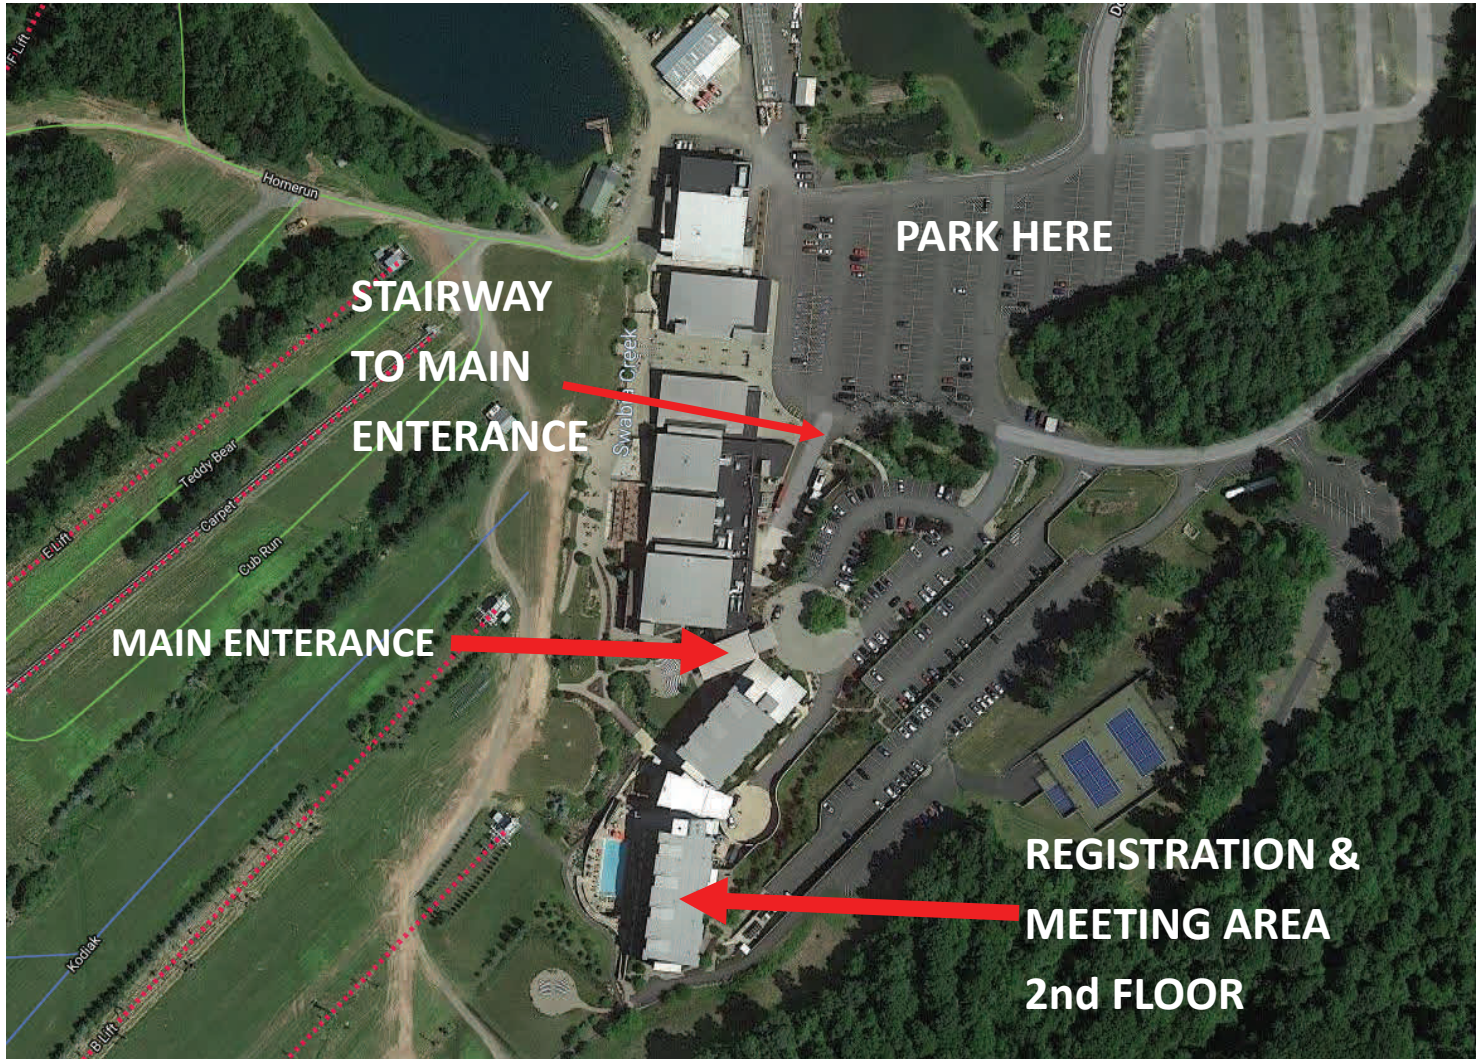 F Lift
Do
Homerun
PARK HERE
STAIRWAY
TO MAIN
ENTERANCE
Swabia Creek
Teddy Bear
E Lift
Carpet
Cub Run
MAIN ENTERANCE
REGISTRATION &
MEETING AREA
2nd FLOOR
Kodiak
B Lift